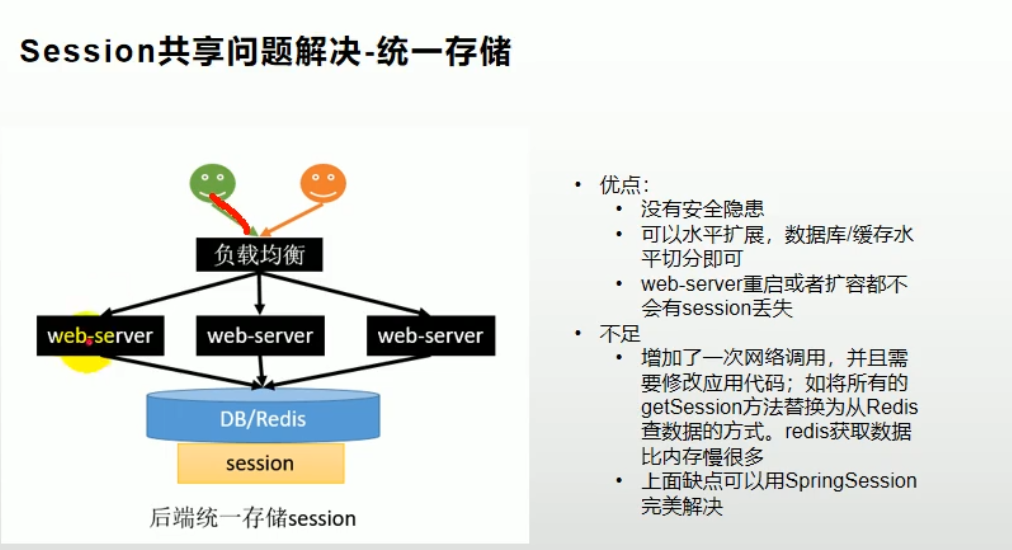 Session共享问题解决-统一存储
负载均衡
web-server
web-server
web-server
DB/Redis
session
后端统一存储session
• 优点：
• 没有安全隐患
• 可以水平扩展，数据库/缓存水
平切分即可
• web-server重启或者扩容都不
会有session丢失
• 不足
• 增加了一次网络调用，并且需
要修改应用代码；如将所有的
getSession方法替换为从Redis
查数据的方式。redis获取数据
比内存慢很多
• 上面缺点可以用SpringSession
完美解决